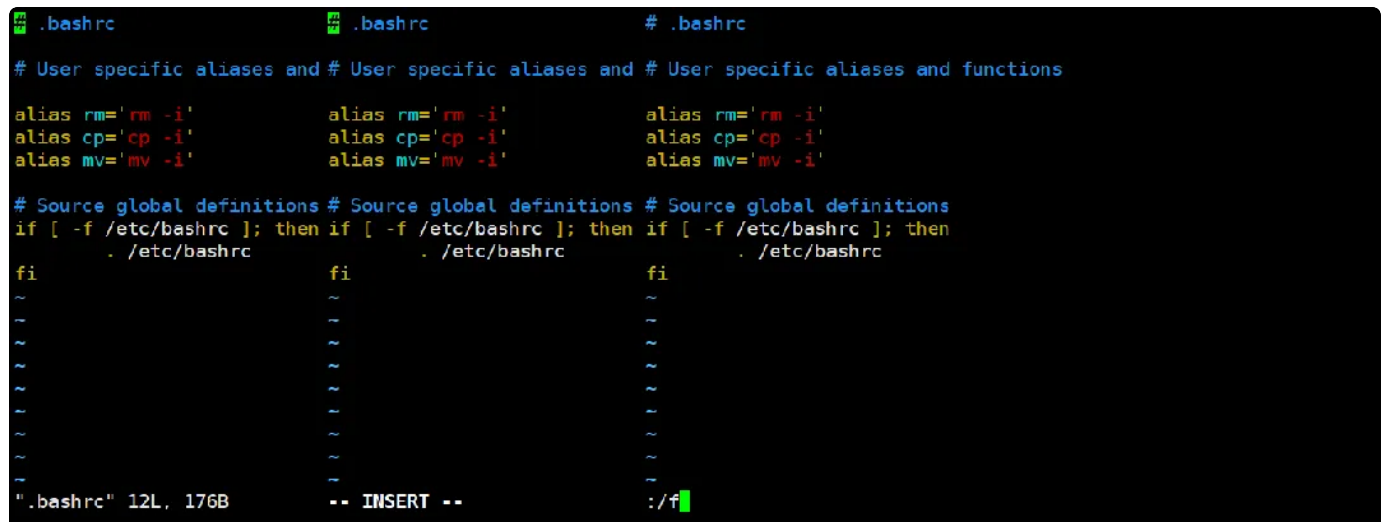 # .bashrc # .bashrc # .bashrc
# User specific aliases and # User specific aliases and # User specific aliases and functions
alias rm='rm -i' alias rm='rm -i' alias rm='rm -i'
alias cp='cp -i' alias cp='cp -i' alias cp='cp -i'
alias mv='mv -i' alias mv='mv -i' alias mv='mv -i'
# Source global definitions # Source global definitions # Source global definitions
if [ -f /etc/bashrc ]; then if [ -f /etc/bashrc ]; then if [ -f /etc/bashrc ]; then
. /etc/bashrc . /etc/bashrc . /etc/bashrc
fi fi fi
~ ~ ~
~ ~ ~
~ ~ ~
~ ~ ~
~ ~ ~
~ ~ ~
~ ~ ~
~ ~ ~
~ ~ ~
".bashrc" 12L, 176B -- INSERT -- :/f